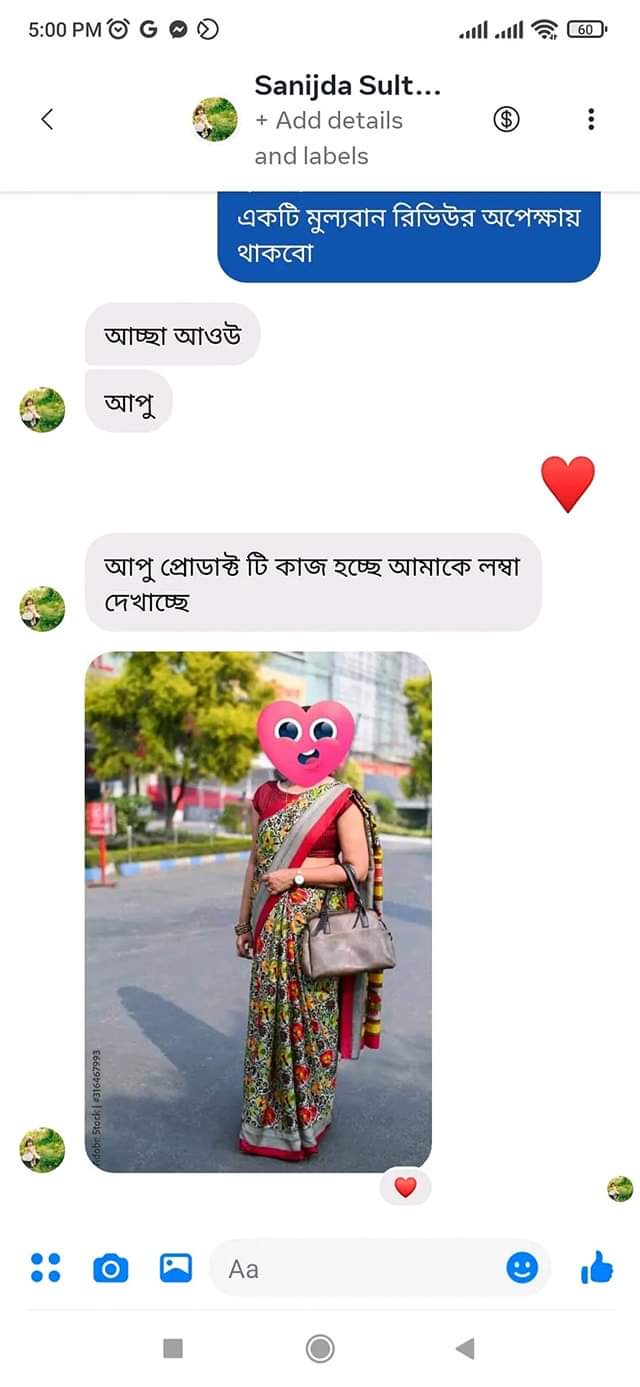 5:00 PM
60
Sanijda Sult...
+ Add details
and labels
একটি মুল্যবান রিভিউর অপেক্ষায়
থাকবো
আচ্ছা আওউ
আপু
আপু প্রোডাক্ট টি কাজ হচ্ছে আমাকে লম্বা
দেখাচ্ছে
dobe Stock | #316467993
Aa